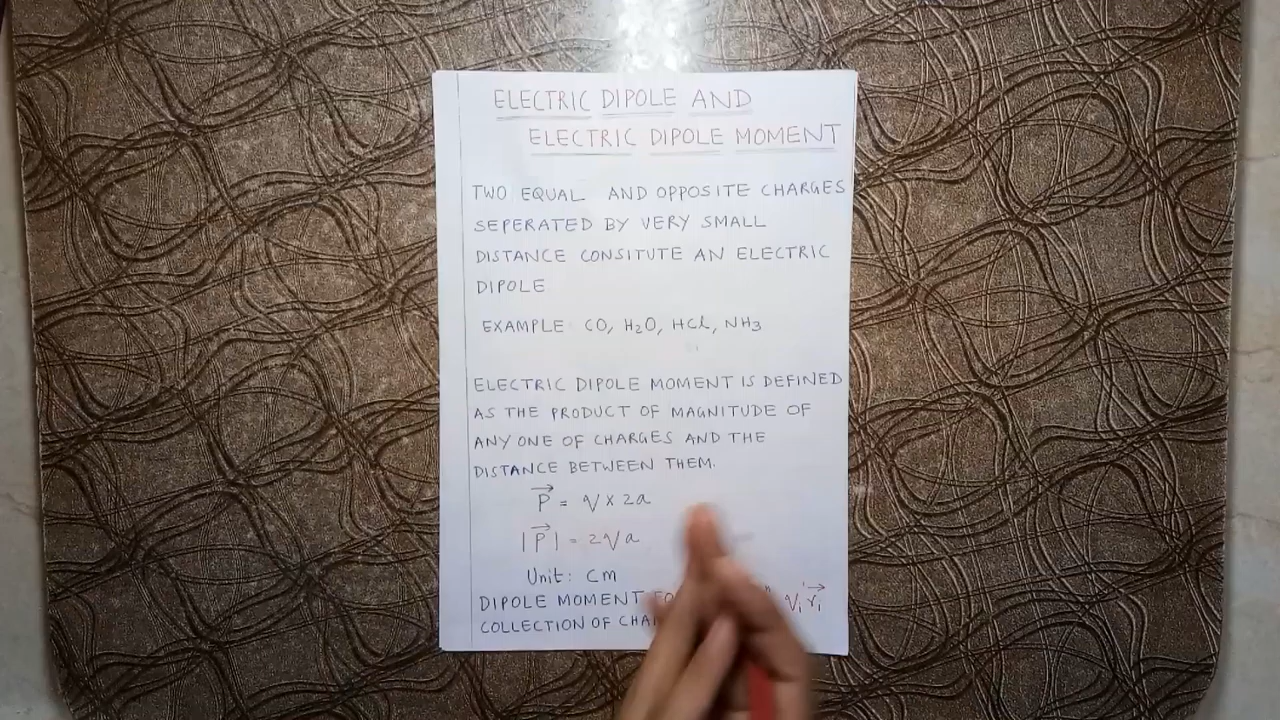 ELECTRIC DIPOLE AND
ELECTRIC DIPOLE MOMENT
TWO EQUAL AND OPPOSITE CHARGES
SEPERATED BY VERY SMALL
DISTANCE CONSITUTE AN ELECTRIC
DIPOLE
EXAMPLE CO, H₂O, HCl, NH₃
ELECTRIC DIPOLE MOMENT IS DEFINED
AS THE PRODUCT OF MAGNITUDE OF
ANY ONE OF CHARGES AND THE
DISTANCE BETWEEN THEM.
P⃗ = q × 2a
|P⃗| = 2qa
Unit: Cm
DIPOLE MOMENT qᵢ r⃗ᵢ
COLLECTION OF